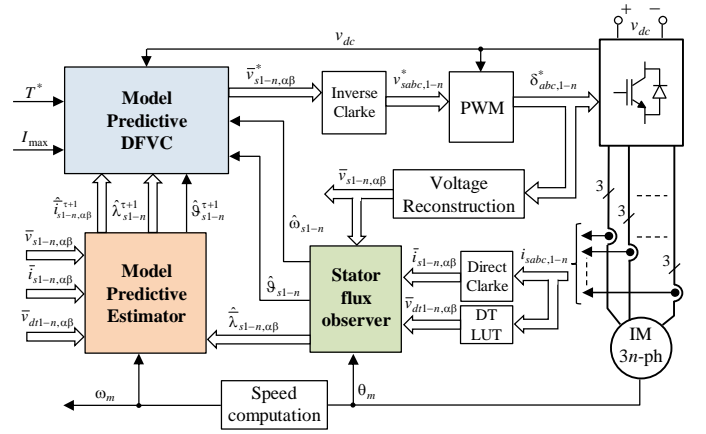 + −
v_dc
v_dc
T*
I_max
Model
Predictive
DFVC
v̅*_s1−n,αβ
Inverse
Clarke
v*_sabc,1−n
PWM
δ*_abc,1−n
v̅_s1−n,αβ
Voltage
Reconstruction
3
3
3
î̅^τ+1_s1−n,αβ
λ̂^τ+1_s1−n
ϑ̂^τ+1_s1−n
ω̂_s1−n
v̅_s1−n,αβ
i̅_s1−n,αβ
v̅_dt1−n,αβ
Model
Predictive
Estimator
ϑ̂_s1−n
λ̅̂_s1−n,αβ
Stator
flux
observer
i̅_s1−n,αβ
Direct
Clarke
i_sabc,1−n
v̅_dt1−n,αβ
DT
LUT
IM
3n-ph
ω_m
Speed
computation
θ_m